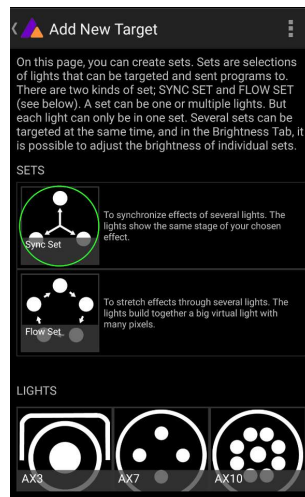 Add New Target
On this page, you can create sets. Sets are selections
of lights that can be targeted and sent programs to.
There are two kinds of set; SYNC SET and FLOW SET
(see below). A set can be one or multiple lights. But
each light can only be in one set. Several sets can be
targeted at the same time, and in the Brightness Tab, it
is possible to adjust the brightness of individual sets.
SETS
Sync Set
To synchronize effects of several lights. The
lights show the same stage of your chosen
effect.
Flow Set
To stretch effects through several lights. The
lights build together a big virtual light with
many pixels.
LIGHTS
AX3
AX7
AX10